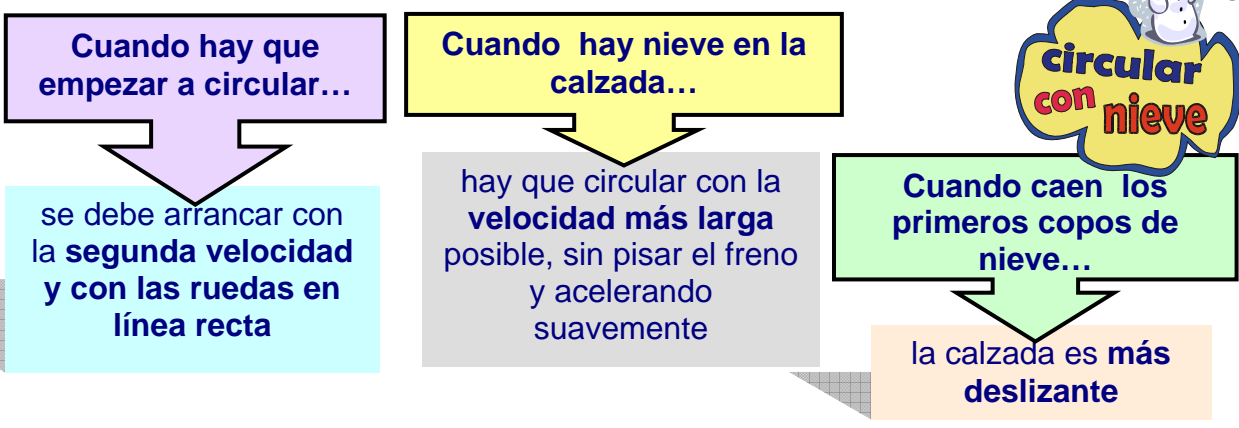 Cuando hay que
empezar a circular…
se debe arrancar con
la segunda velocidad
y con las ruedas en
línea recta
Cuando hay nieve en la
calzada…
hay que circular con la
velocidad más larga
posible, sin pisar el freno
y acelerando
suavemente
circular
con nieve
Cuando caen los
primeros copos de
nieve…
la calzada es más
deslizante